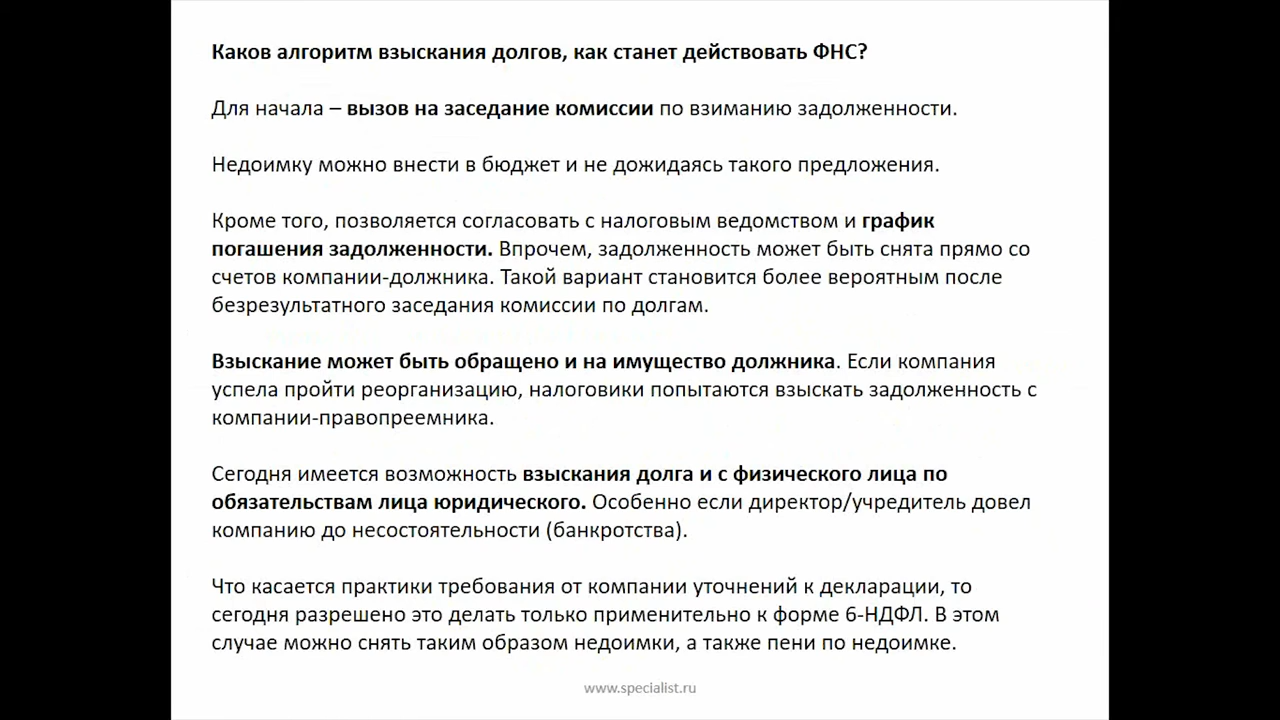 Каков алгоритм взыскания долгов, как станет действовать ФНС?
Для начала – вызов на заседание комиссии по взиманию задолженности.
Недоимку можно внести в бюджет и не дожидаясь такого предложения.
Кроме того, позволяется согласовать с налоговым ведомством и график
погашения задолженности. Впрочем, задолженность может быть снята прямо со
счетов компании-должника. Такой вариант становится более вероятным после
безрезультатного заседания комиссии по долгам.
Взыскание может быть обращено и на имущество должника. Если компания
успела пройти реорганизацию, налоговики попытаются взыскать задолженность с
компании-правопреемника.
Сегодня имеется возможность взыскания долга и с физического лица по
обязательствам лица юридического. Особенно если директор/учредитель довел
компанию до несостоятельности (банкротства).
Что касается практики требования от компании уточнений к декларации, то
сегодня разрешено это делать только применительно к форме 6-НДФЛ. В этом
случае можно снять таким образом недоимки, а также пени по недоимке.
www.specialist.ru